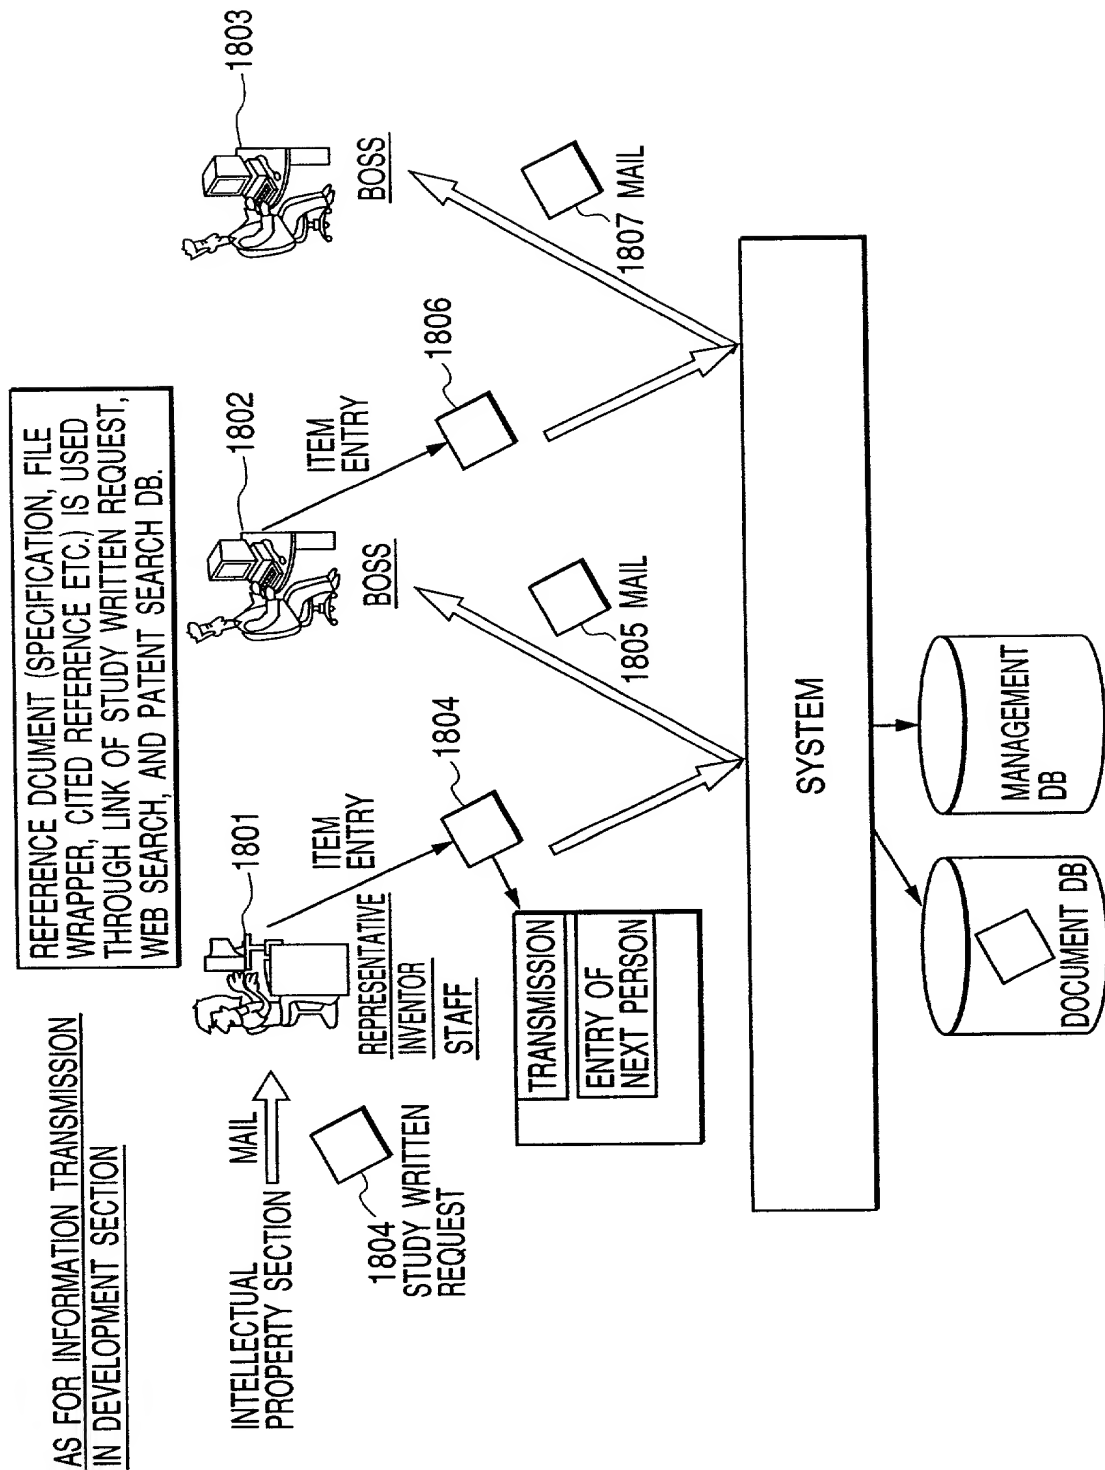 AS FOR INFORMATION TRANSMISSION
IN DEVELOPMENT SECTION
REFERENCE DOCUMENT (SPECIFICATION, FILE
WRAPPER, CITED REFERENCE ETC.) IS USED
THROUGH LINK OF STUDY WRITTEN REQUEST,
WEB SEARCH, AND PATENT SEARCH DB.
INTELLECTUAL
PROPERTY SECTION
MAIL
1804
STUDY WRITTEN
REQUEST
1801
REPRESENTATIVE
INVENTOR
STAFF
ITEM
ENTRY
1804
TRANSMISSION
ENTRY OF
NEXT PERSON
1802
BOSS
1805 MAIL
ITEM
ENTRY
1806
1803
BOSS
1807 MAIL
SYSTEM
DOCUMENT DB
MANAGEMENT
DB